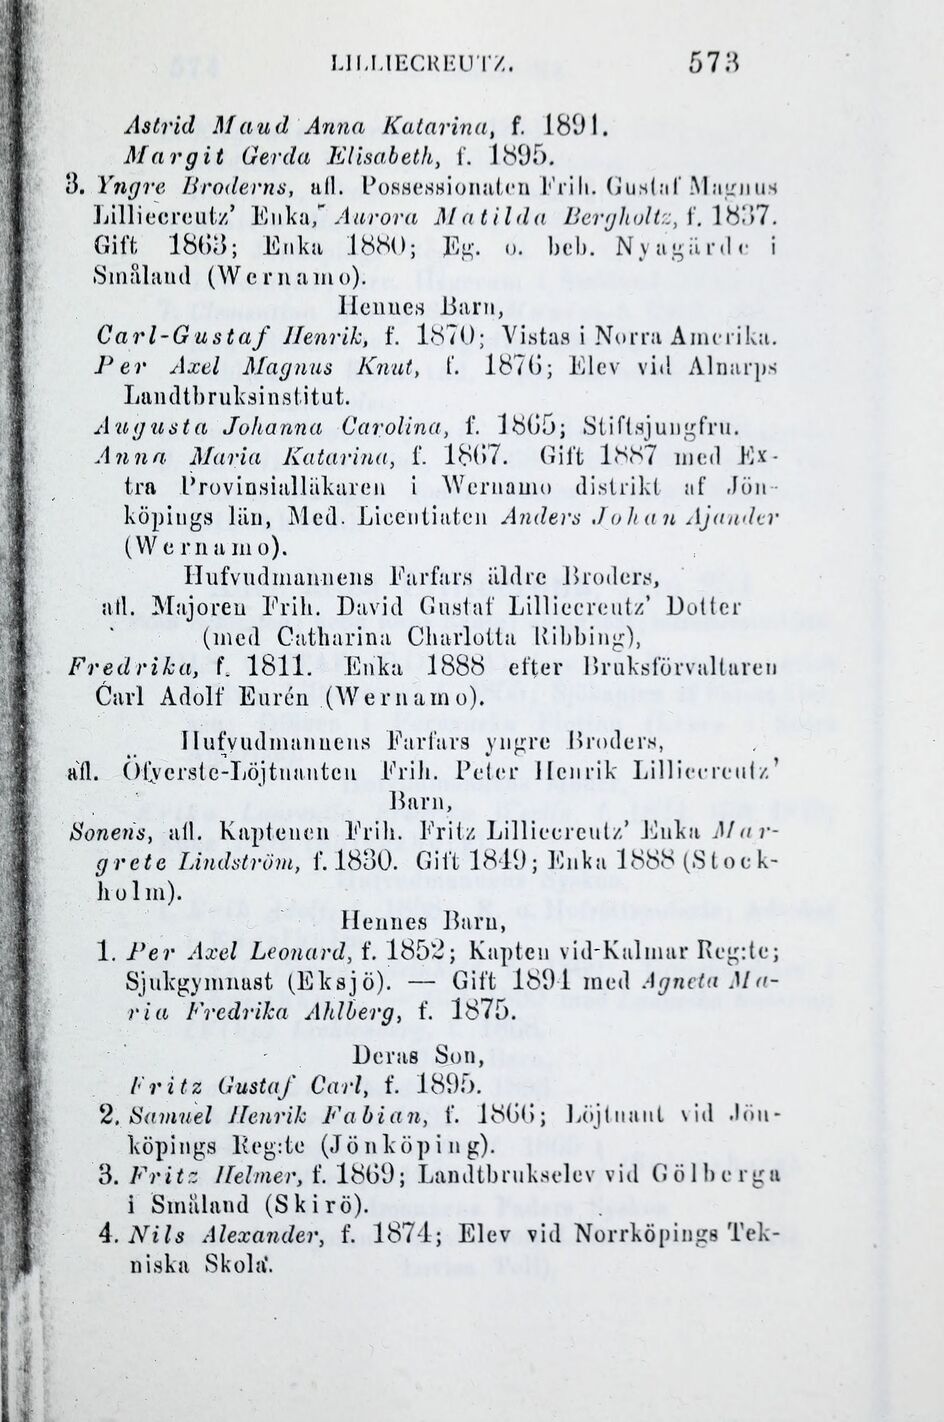 LILLIECREUTZ. 573
Astrid Maud Anna Katarina, f. 1891.
Margit Gerda Elisabeth, f. 1895.
3. Yngre Broderns, afl. Possessionaten Frih. Gustaf Magnus
Lilliecreutz’ Enka, Aurora Matilda Bergholtz, f. 1837.
Gift 1863; Enka 1880; Eg. o. beb. Nyagärde i
Småland (Wernamo).
Hennes Barn,
Carl-Gustaf Henrik, f. 1870; Vistas i Norra Amerika.
Per Axel Magnus Knut, f. 1876; Elev vid Alnarps
Landtbruksinstitut.
Augusta Johanna Carolina, f. 1865; Stiftsjungfru.
Anna Maria Katarina, f. 1867. Gift 1887 med Ex-
tra Provinsialläkaren i Wernamo distrikt af Jön-
köpings län, Med. Licentiaten Anders Johan Ajander
(Wernamo).
Hufvudmannens Farfars äldre Broders,
afl. Majoren Frih. David Gustaf Lilliecreutz’ Dotter
(med Catharina Charlotta Ribbing),
Fredrika, f. 1811. Enka 1888 efter Bruksförvaltaren
Carl Adolf Eurén (Wernamo).
Hufvudmannens Farfars yngre Broders,
afl. Öfverste-Löjtnanten Frih. Peter Henrik Lilliecreutz’
Barn,
Sonens, afl. Kaptenen Frih. Fritz Lilliecreutz’ Enka Mar-
grete Lindström, f. 1830. Gift 1849; Enka 1888 (Stock-
holm).
Hennes Barn,
1. Per Axel Leonard, f. 1852; Kapten vid Kalmar Reg:te;
Sjukgymnast (Eksjö). — Gift 1894 med Agneta Ma-
ria Fredrika Ahlberg, f. 1875.
Deras Son,
Fritz Gustaf Carl, f. 1895.
2. Samuel Henrik Fabian, f. 1866; Löjtnant vid Jön-
köpings Reg:te (Jönköping).
3. Fritz Helmer, f. 1869; Landtbrukselev vid Gölberga
i Småland (Skirö).
4. Nils Alexander, f. 1874; Elev vid Norrköpings Tek-
niska Skola.